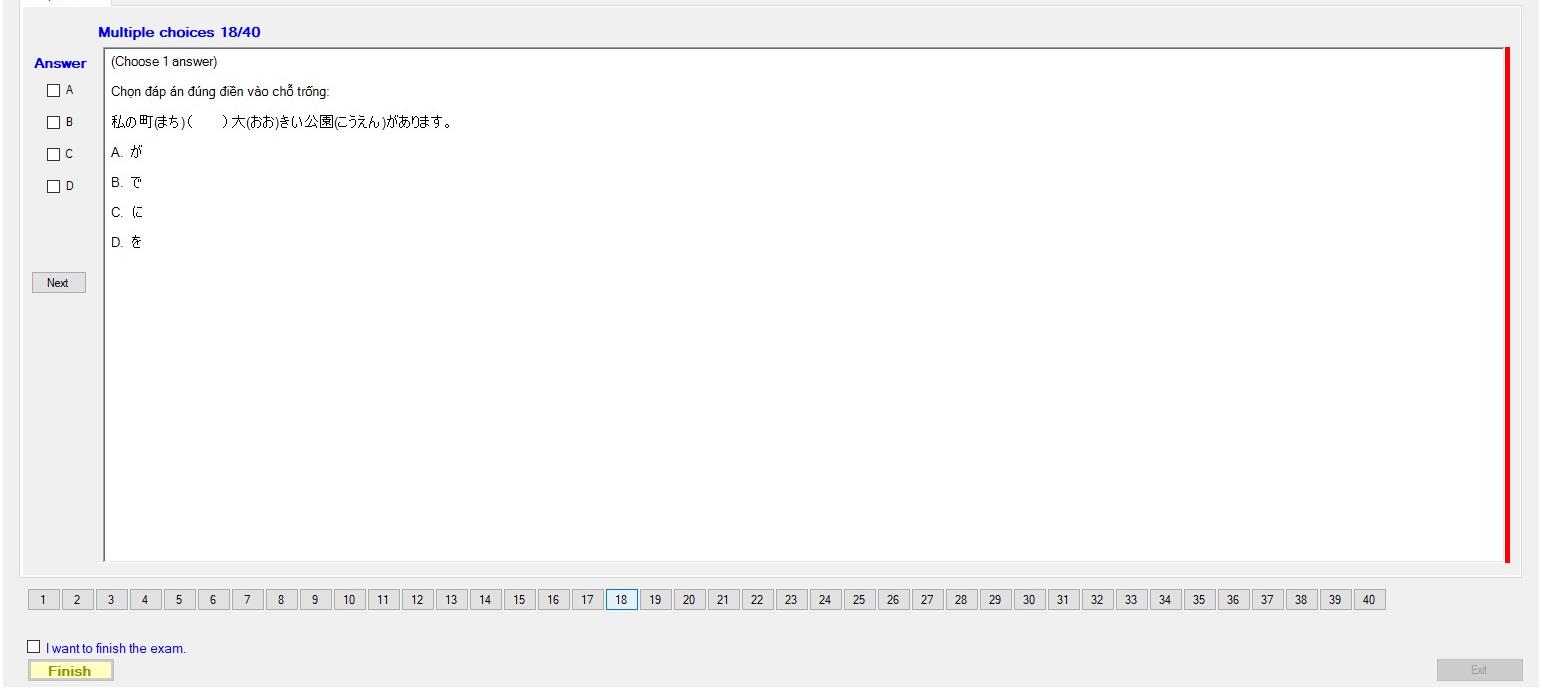 Multiple choices 18/40
Answer
(Choose 1 answer)
A
Chọn đáp án đúng điền vào chỗ trống:
B
私の町(まち)(　　)大(おお)きい公園(こうえん)があります。
A. が
C
B. で
D
C. に
D. を
Next
1 2 3 4 5 6 7 8 9 10 11 12 13 14 15 16 17 18 19 20 21 22 23 24 25 26 27 28 29 30 31 32 33 34 35 36 37 38 39 40
I want to finish the exam.
Finish
Exit